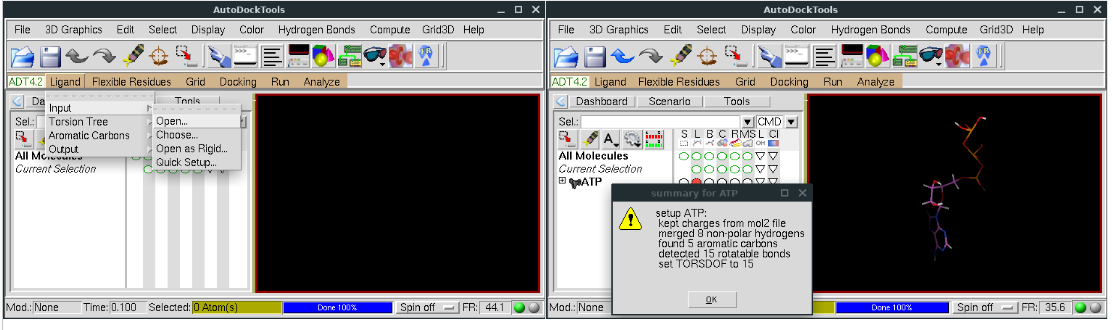 AutoDockTools
File 3D Graphics Edit Select Display Color Hydrogen Bonds Compute Grid3D Help
ADT4.2 Ligand Flexible Residues Grid Docking Run Analyze
Da Tools
Input
Torsion Tree
Aromatic Carbons
Output
Open...
Choose...
Open as Rigid...
Quick Setup...
Sel.:
All Molecules
Current Selection
Mod.: None Time: 0.100 Selected: 0 Atom(s) Done 100% Spin off FR: 44.1
AutoDockTools
File 3D Graphics Edit Select Display Color Hydrogen Bonds Compute Grid3D Help
ADT4.2 Ligand Flexible Residues Grid Docking Run Analyze
Dashboard Scenario Tools
Sel.: CMD
S L B C R MS L Cl
All Molecules
Current Selection
ATP
summary for ATP
setup ATP:
kept charges from mol2 file
merged 8 non-polar hydrogens
found 5 aromatic carbons
detected 15 rotatable bonds
set TORSDOF to 15
OK
Mod.: None Done 100% Spin off FR: 35.6